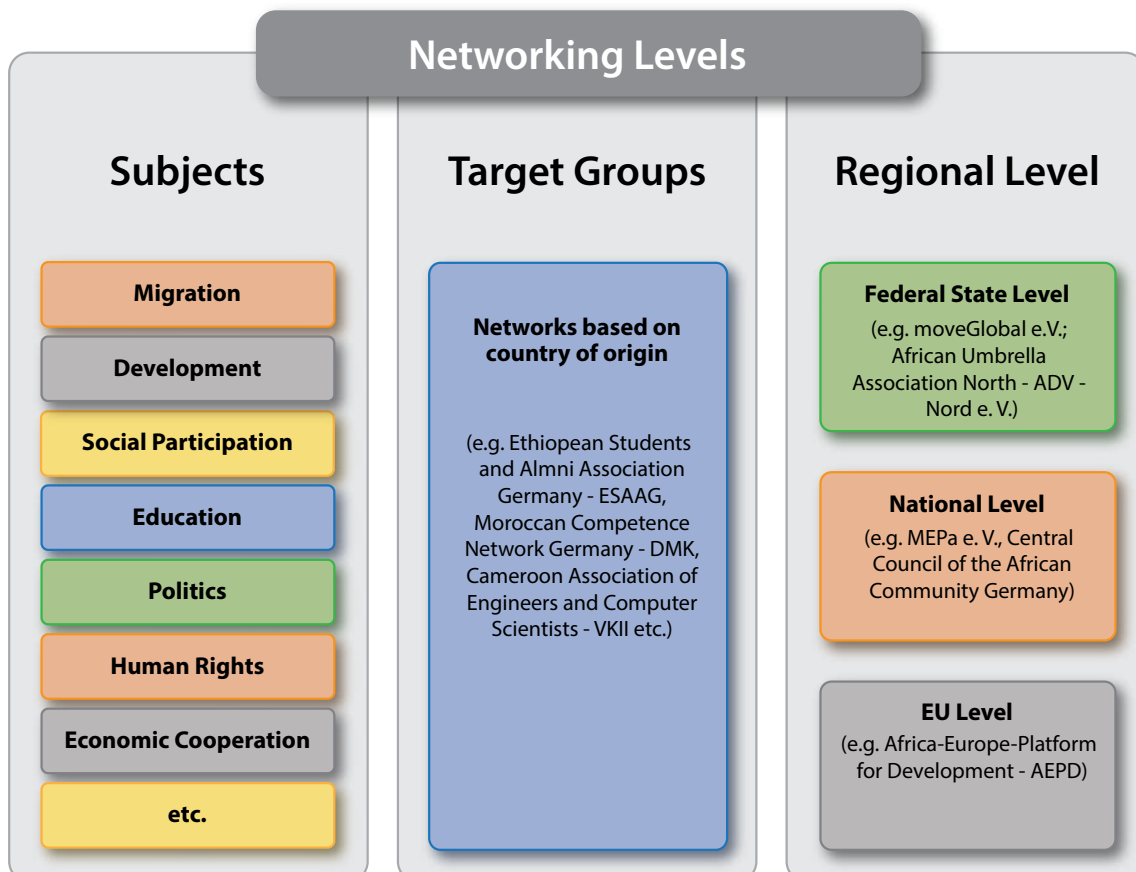 Networking Levels
Subjects
Migration
Development
Social Participation
Education
Politics
Human Rights
Economic Cooperation
etc.
Target Groups
Networks based on
country of origin
(e.g. Ethiopean Students
and Almni Association
Germany - ESAAG,
Moroccan Competence
Network Germany - DMK,
Cameroon Association of
Engineers and Computer
Scientists - VKII etc.)
Regional Level
Federal State Level
(e.g. moveGlobal e.V.;
African Umbrella
Association North - ADV -
Nord e. V.)
National Level
(e.g. MEPa e. V., Central
Council of the African
Community Germany)
EU Level
(e.g. Africa-Europe-Platform
for Development - AEPD)